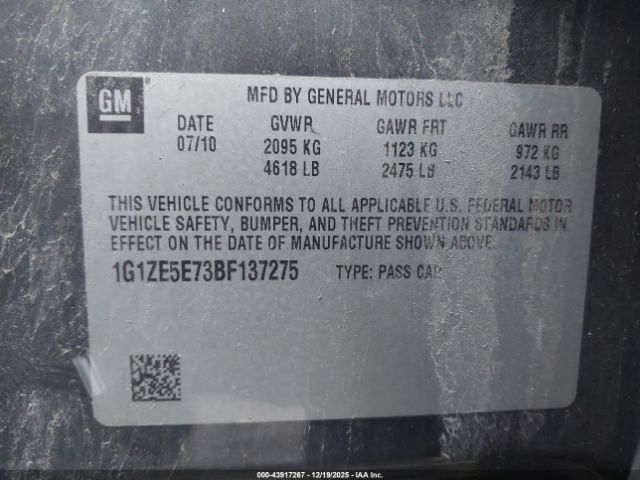 GM®
MFD BY GENERAL MOTORS LLC
DATE GVWR GAWR FRT GAWR RR
07/10 2095 KG 1123 KG 972 KG
4618 LB 2475 LB 2143 LB
THIS VEHICLE CONFORMS TO ALL APPLICABLE U.S. FEDERAL MOTOR
VEHICLE SAFETY, BUMPER, AND THEFT PREVENTION STANDARDS IN
EFFECT ON THE DATE OF MANUFACTURE SHOWN ABOVE.
1G1ZE5E73BF137275 TYPE: PASS CAR
000-43917267 - 12/19/2025 - IAA Inc.